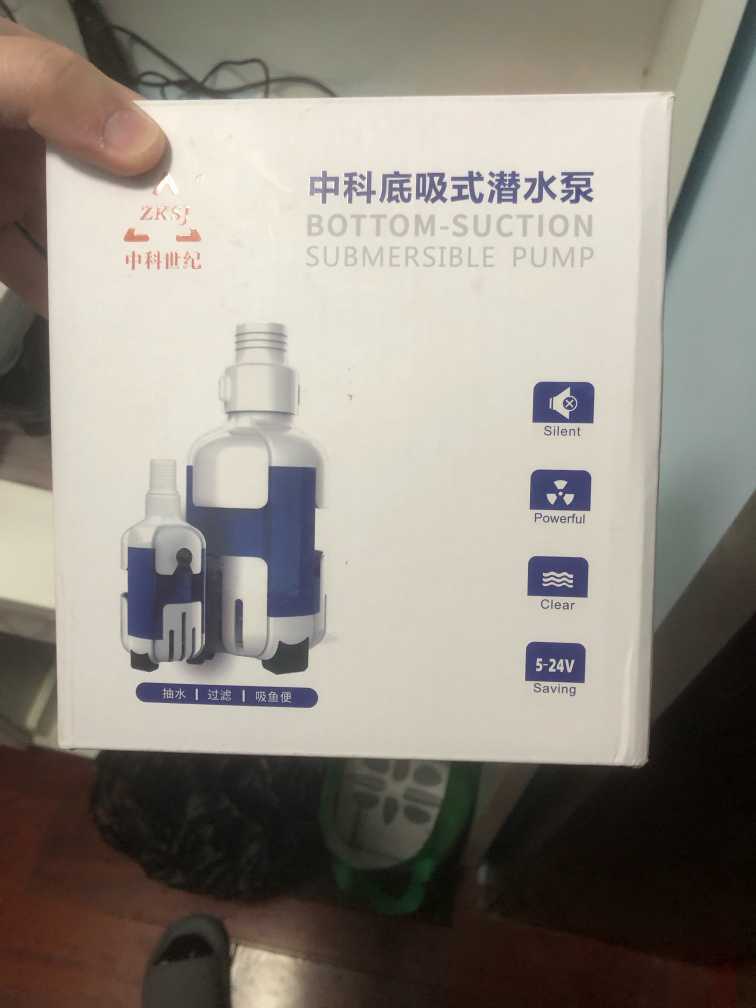 ZKSJ
中科世纪
中科底吸式潜水泵
BOTTOM-SUCTION
SUBMERSIBLE PUMP
Silent
Powerful
Clear
5-24V
Saving
抽水 | 过滤 | 吸鱼便